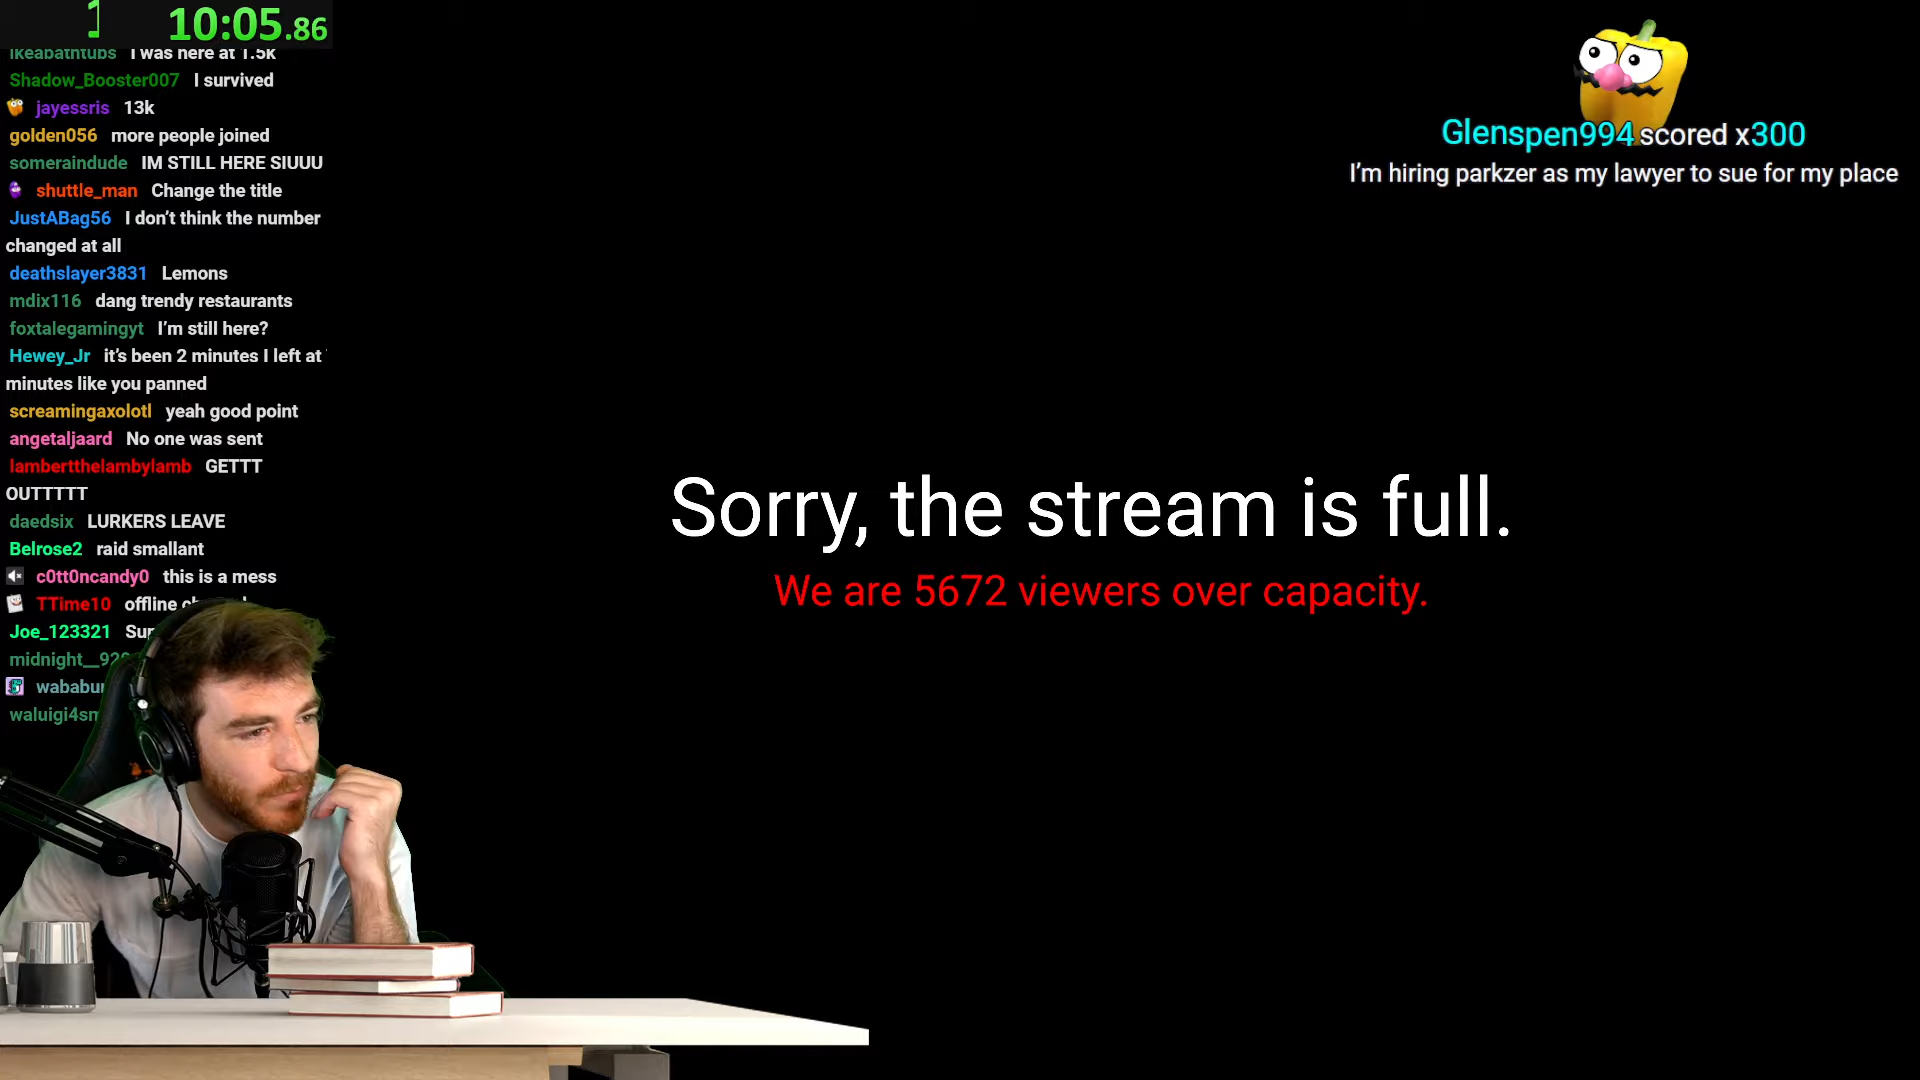 1 10:05.86
ikeabathtubs I was here at 1.5k
Shadow_Booster007 I survived
jayessris 13k
golden056 more people joined
someraindude IM STILL HERE SIUUU
shuttle_man Change the title
JustABag56 I don't think the number
changed at all
deathslayer3831 Lemons
mdix116 dang trendy restaurants
foxtalegamingyt I'm still here?
Hewey_Jr it's been 2 minutes I left at
minutes like you panned
screamingaxolotl yeah good point
angetaljaard No one was sent
lambertthelambylamb GETTT
OUTTTTT
daedsix LURKERS LEAVE
Belrose2 raid smallant
c0tt0ncandy0 this is a mess
TTime10 offline
Joe_123321
Glenspen994 scored x300
I'm hiring parkzer as my lawyer to sue for my place
Sorry, the stream is full.
We are 5672 viewers over capacity.